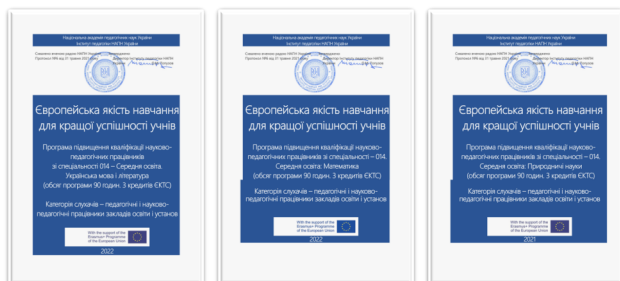 Національна академія педагогічних наук України
Інститут педагогіки НАПН України
Європейська якість навчання
для кращої успішності учнів
Програма підвищення кваліфікації науково-
педагогічних працівників
зі спеціальності 014 – Середня освіта.
Українська мова і література
(обсяг програми 90 годин, 3 кредити ЄКТС)
Категорія слухачів – педагогічні і науково-
педагогічні працівники закладів освіти і установ
With the support of the
Erasmus+ Programme
of the European Union
2022
Національна академія педагогічних наук України
Інститут педагогіки НАПН України
Європейська якість навчання
для кращої успішності учнів
Програма підвищення кваліфікації науково-
педагогічних працівників зі спеціальності – 014.
Середня освіта: Математика
(обсяг програми 90 годин, 3 кредитів ЄКТС)
Категорія слухачів – педагогічні і науково-
педагогічні працівники закладів освіти і установ
With the support of the
Erasmus+ Programme
of the European Union
2022
Національна академія педагогічних наук України
Інститут педагогіки НАПН України
Європейська якість навчання
для кращої успішності учнів
Програма підвищення кваліфікації науково-
педагогічних працівників зі спеціальності – 014.
Середня освіта: Природничі науки
(обсяг програми 90 годин, 3 кредитів ЄКТС)
Категорія слухачів – педагогічні і науково-
педагогічні працівники закладів освіти і установ
With the support of the
Erasmus+ Programme
of the European Union
2021